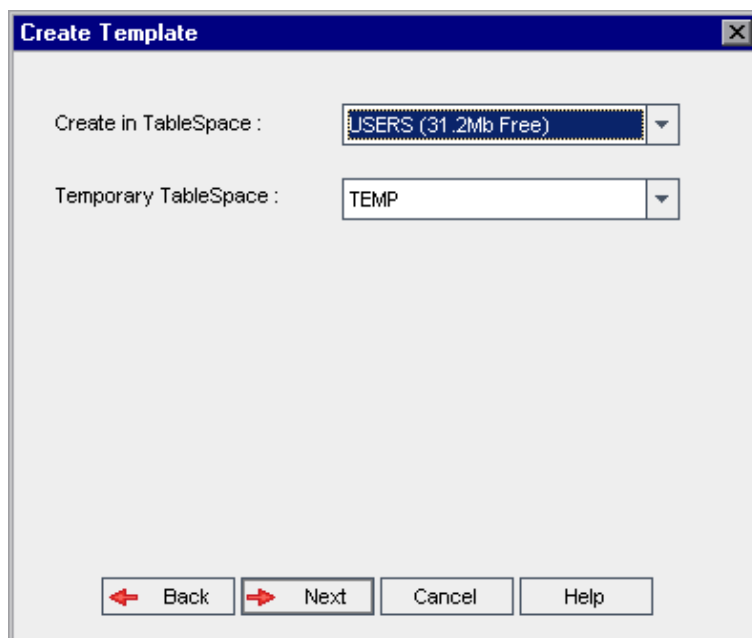 Create Template
Create in TableSpace : USERS (31.2Mb Free)
Temporary TableSpace : TEMP
Back Next Cancel Help